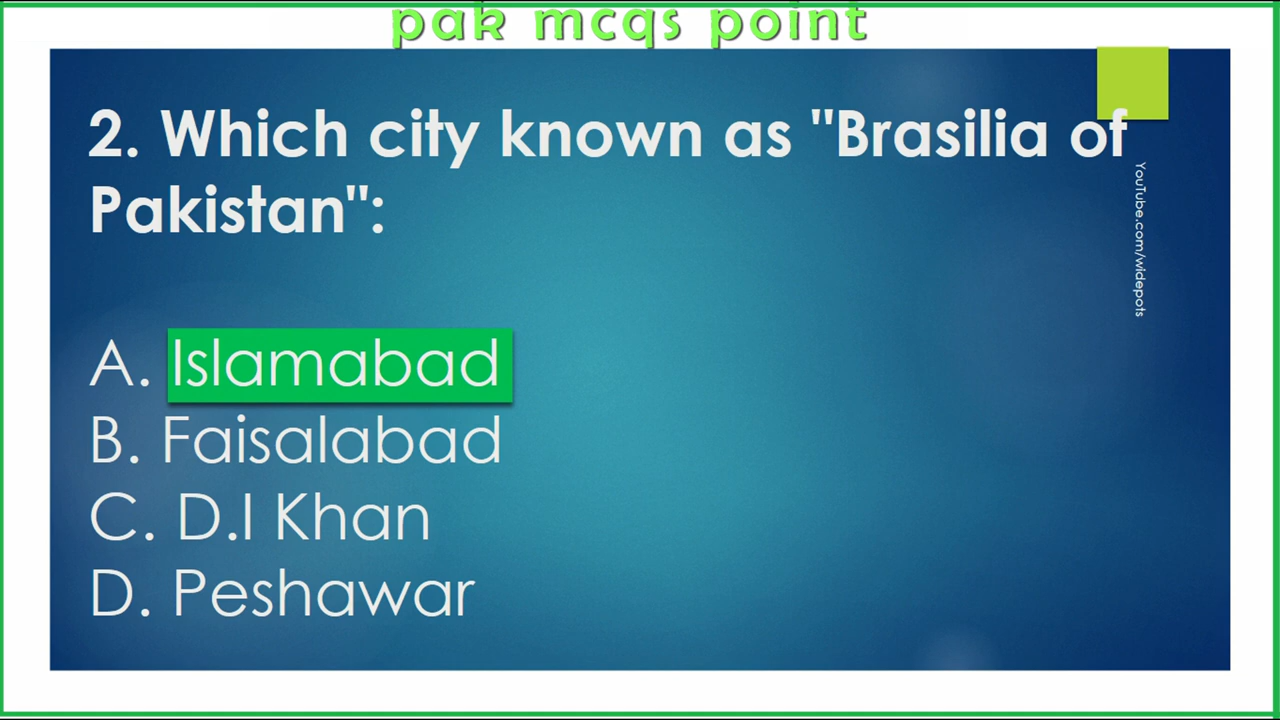 pak mcqs point
2. Which city known as "Brasilia of
Pakistan":
YouTube.com/widepots
A. Islamabad
B. Faisalabad
C. D.I Khan
D. Peshawar